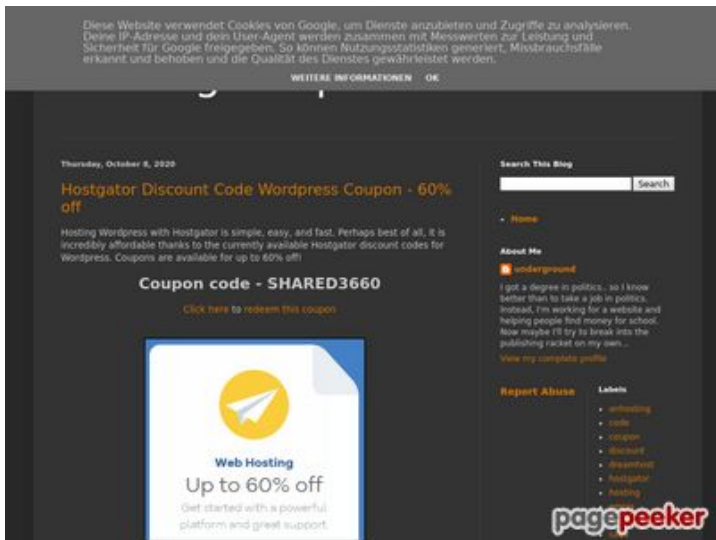 Diese Website verwendet Cookies von Google, um Dienste anzubieten und Zugriffe zu analysieren.
Deine IP-Adresse und dein User-Agent werden zusammen mit Messwerten zur Leistung und
Sicherheit für Google freigegeben. So können Nutzungsstatistiken generiert, Missbrauchsfälle
erkannt und behoben und die Qualität des Dienstes gewährleistet werden.
WEITERE INFORMATIONEN OK
Thursday, October 8, 2020
Hostgator Discount Code Wordpress Coupon - 60%
off
Hosting Wordpress with Hostgator is simple, easy, and fast. Perhaps best of all, it is
incredibly affordable thanks to the currently available Hostgator discount codes for
Wordpress. Coupons are available for up to 60% off!
Coupon code - SHARED3660
Click here to redeem this coupon
Web Hosting
Up to 60% off
Get started with a powerful
platform and great support.
Search This Blog
Search
Home
About Me
underground
I got a degree in politics.. so I know
better than to take a job in politics.
Instead, I'm working for a website and
helping people find money for school.
Now maybe I'll try to break into the
publishing racket on my own...
View my complete profile
Report Abuse
Labels
anhosting
code
coupon
discount
dreamhost
hostgator
hosting
pagepeeker